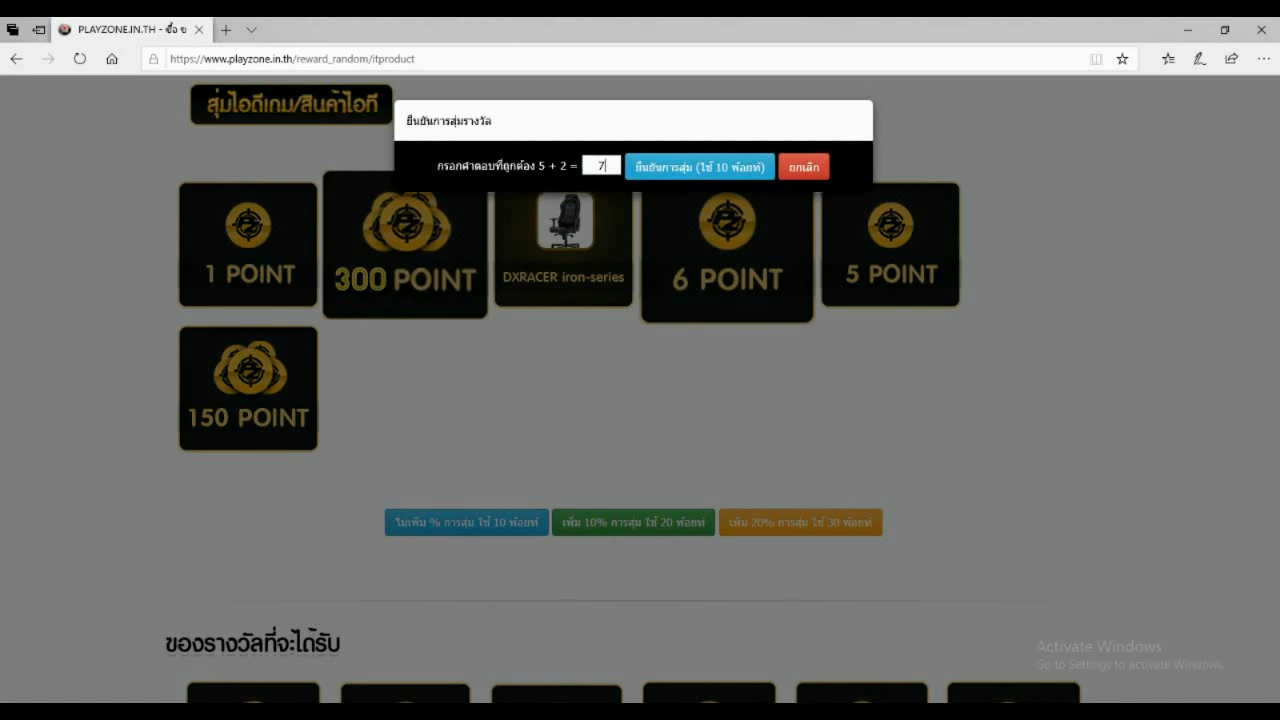 PLAYZONE.IN.TH - ซื้อ ข
https://www.playzone.in.th/reward_random/itproduct
สุ่มไอดีเกม/สินค้าไอที
ยืนยันการสุ่มรางวัล
กรอกคำตอบที่ถูกต้อง 5 + 2 = 7 ยืนยันการสุ่ม (ใช้ 10 พ้อยท์) ยกเลิก
1 POINT
300 POINT
DXRACER iron-series
6 POINT
5 POINT
150 POINT
ไม่เพิ่ม % การสุ่ม ใช้ 10 พ้อยท์ เพิ่ม 10% การสุ่ม ใช้ 20 พ้อยท์ เพิ่ม 20% การสุ่ม ใช้ 30 พ้อยท์
ของรางวัลที่จะได้รับ
Activate Windows
Go to Settings to activate Windows.